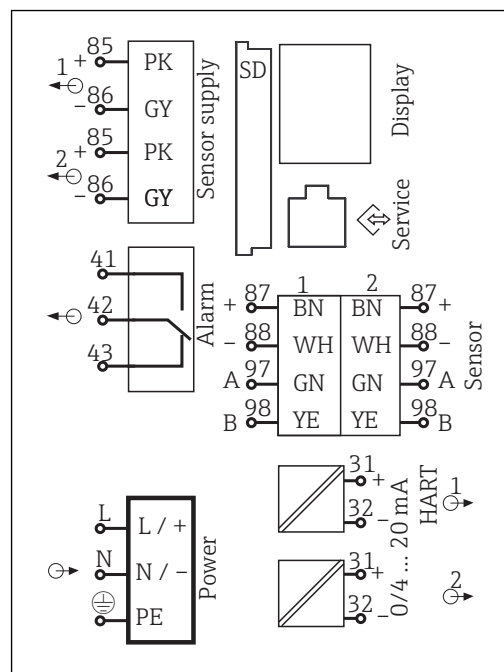 85
1 + PK
86
- GY
85
2 + PK
86
- GY
Sensor supply
SD
Display
Service
41
42
43
Alarm
1 2
+ 87 BN BN 87 +
- 88 WH WH 88 -
A 97 GN GN 97 A
B 98 YE YE 98 B
Sensor
L L / +
N N / -
PE
Power
31 +
32 -
31 +
32 -
0/4 ... 20 mA
HART
1
2